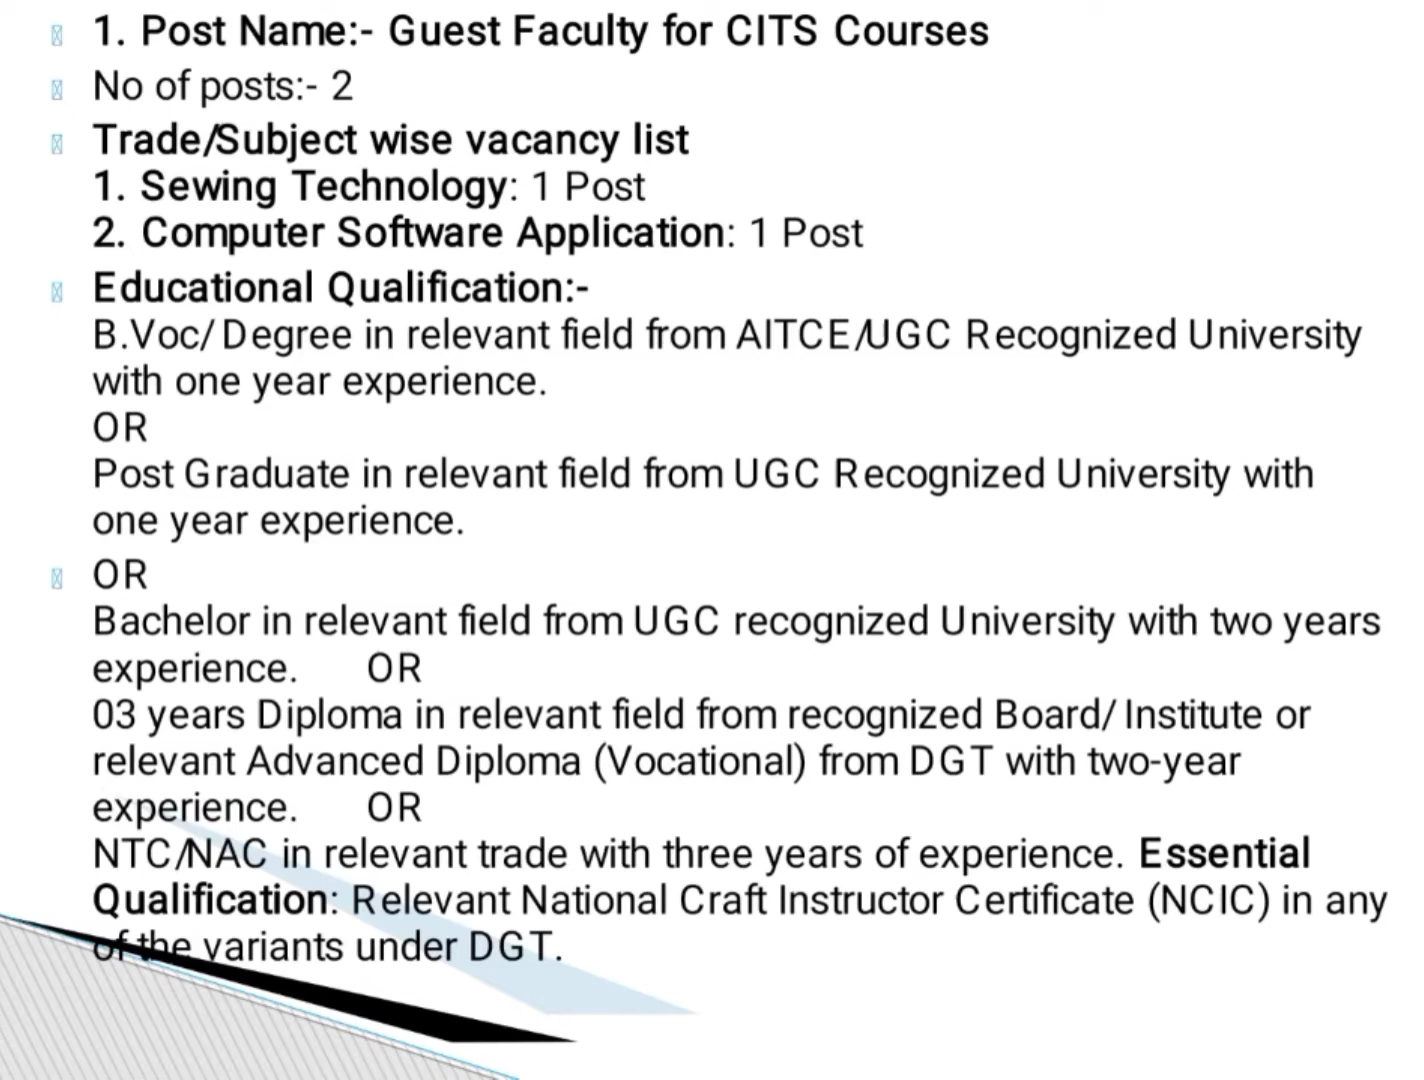 1. Post Name:- Guest Faculty for CITS Courses
No of posts:- 2
Trade/Subject wise vacancy list
1. Sewing Technology: 1 Post
2. Computer Software Application: 1 Post
Educational Qualification:-
B.Voc/ Degree in relevant field from AITCE/UGC Recognized University
with one year experience.
OR
Post Graduate in relevant field from UGC Recognized University with
one year experience.
OR
Bachelor in relevant field from UGC recognized University with two years
experience. OR
03 years Diploma in relevant field from recognized Board/ Institute or
relevant Advanced Diploma (Vocational) from DGT with two-year
experience. OR
NTC/NAC in relevant trade with three years of experience. Essential
Qualification: Relevant National Craft Instructor Certificate (NCIC) in any
of the variants under DGT.